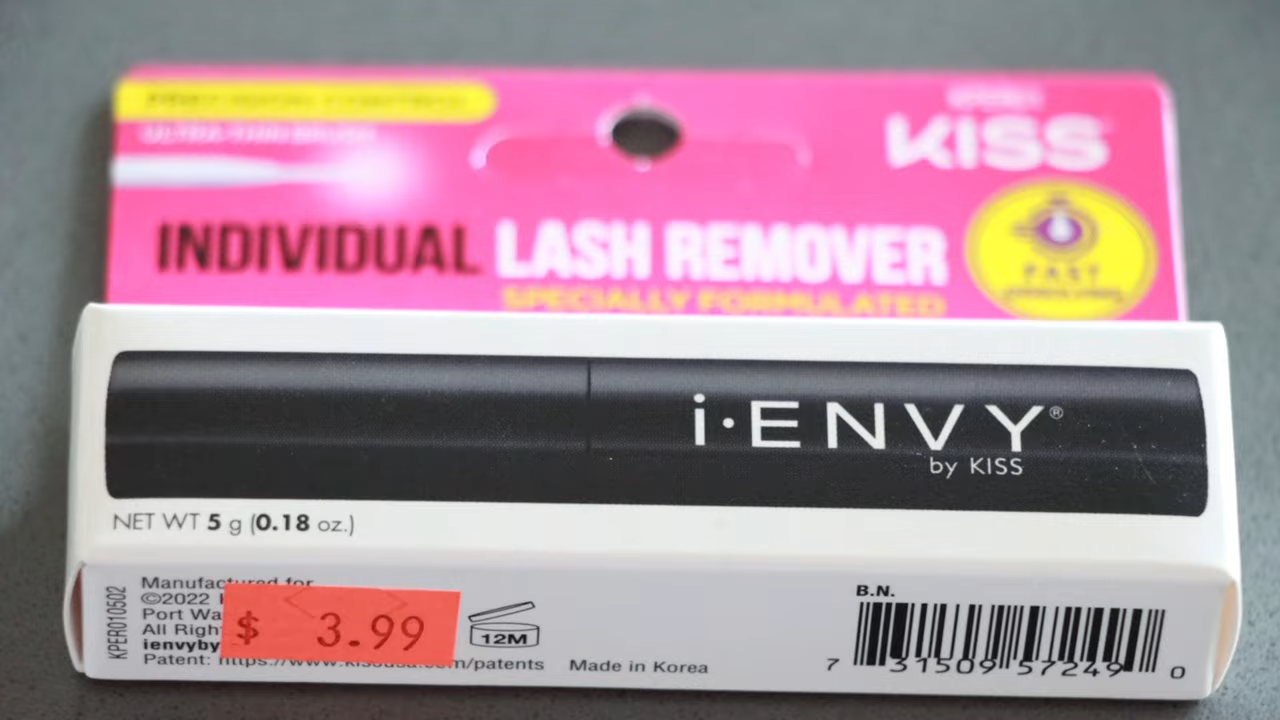 KISS
INDIVIDUAL LASH REMOVER
SPECIALLY FORMULATED
FAST
i·ENVY®
by KISS
NET WT 5 g (0.18 oz.)
KPER010502
Manufactured for
©2022
Port Wa
All Righ
ienvyby
Patent: https://www.kissusa.com/patents
$ 3.99
12M
Made in Korea
B.N.
7 31509 57249 0